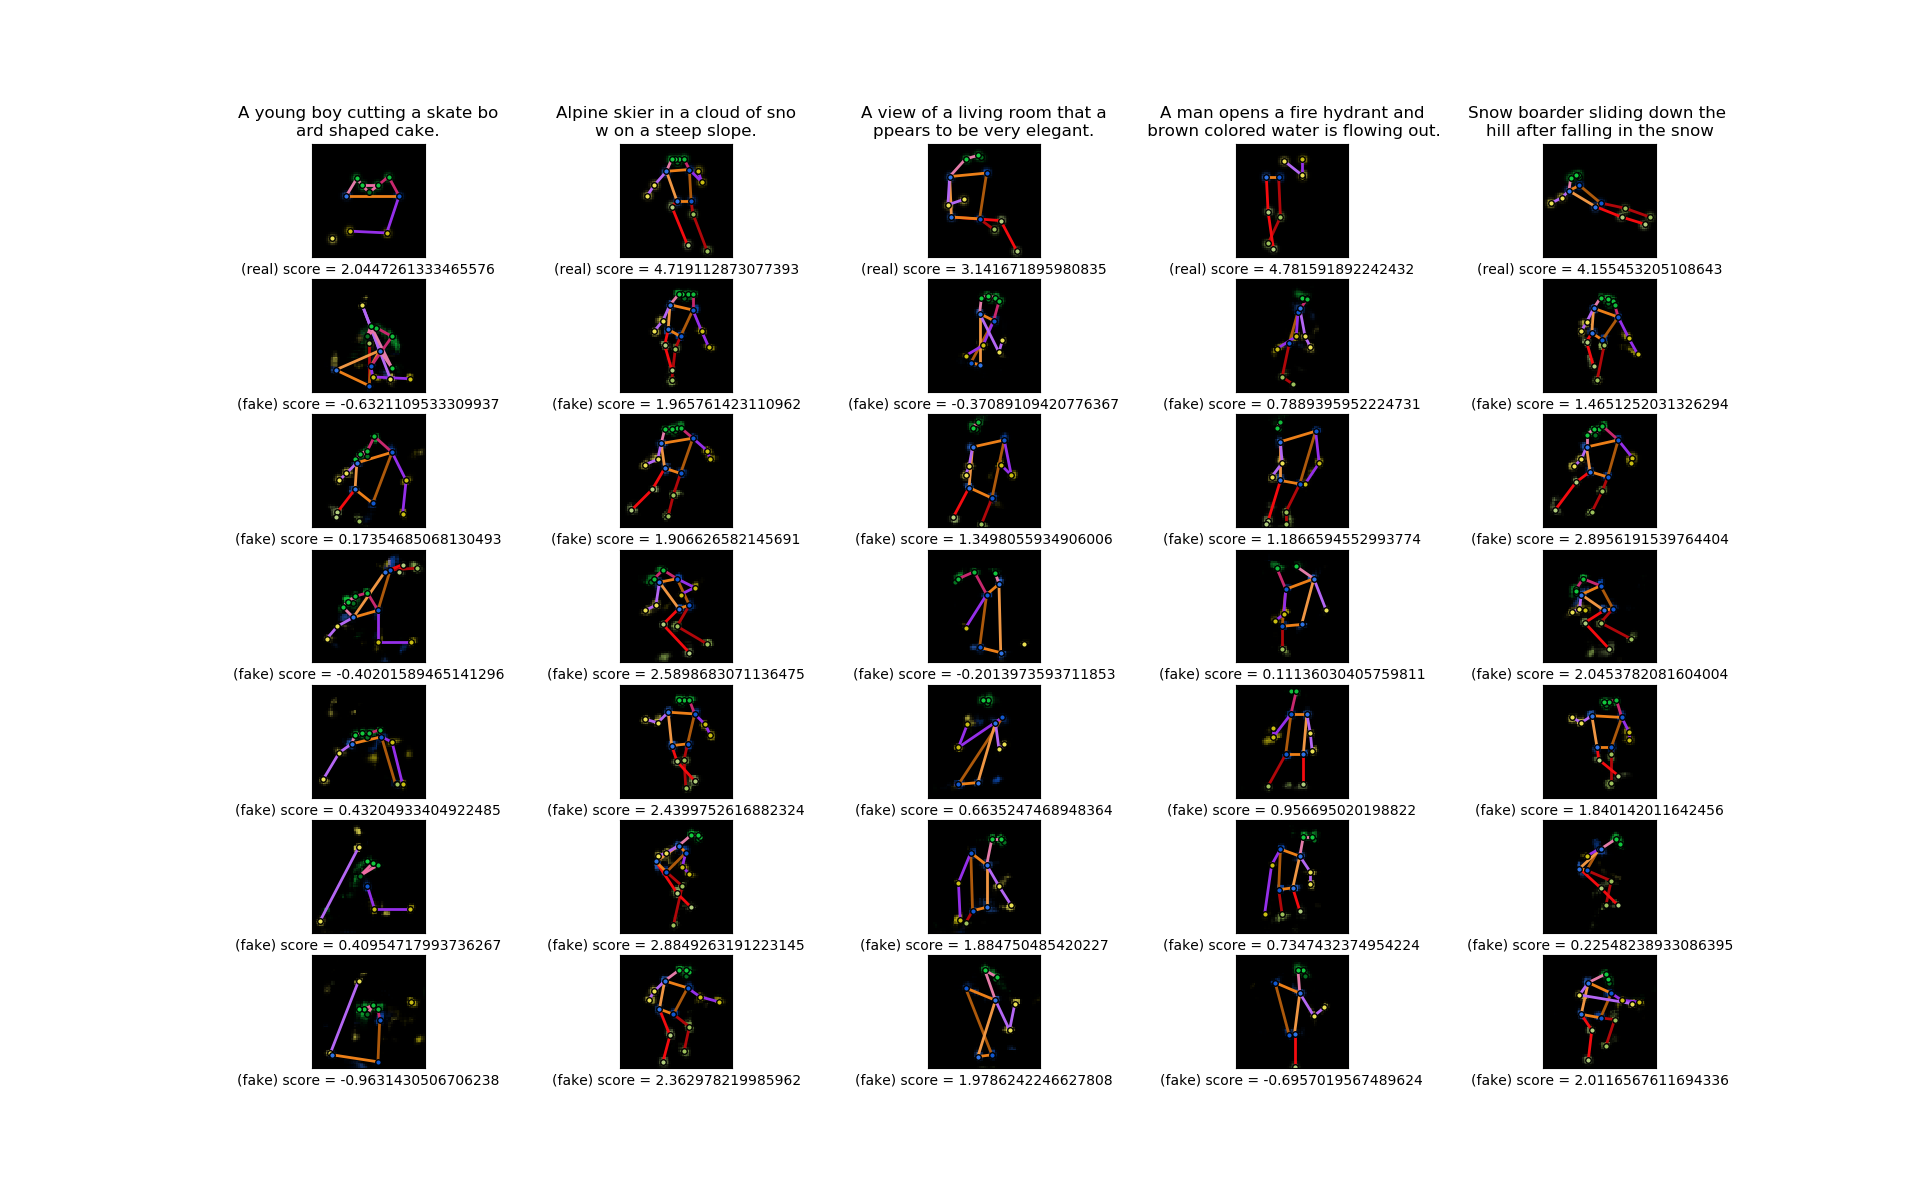 A young boy cutting a skate bo
ard shaped cake.
Alpine skier in a cloud of sno
w on a steep slope.
A view of a living room that a
ppears to be very elegant.
A man opens a fire hydrant and
brown colored water is flowing out.
Snow boarder sliding down the
hill after falling in the snow
(real) score = 2.0447261333465576
(real) score = 4.719112873077393
(real) score = 3.141671895980835
(real) score = 4.781591892242432
(real) score = 4.155453205108643
(fake) score = -0.6321109533309937
(fake) score = 1.965761423110962
(fake) score = -0.37089109420776367
(fake) score = 0.7889395952224731
(fake) score = 1.4651252031326294
(fake) score = 0.17354685068130493
(fake) score = 1.906626582145691
(fake) score = 1.3498055934906006
(fake) score = 1.1866594552993774
(fake) score = 2.8956191539764404
(fake) score = -0.40201589465141296
(fake) score = 2.5898683071136475
(fake) score = -0.2013973593711853
(fake) score = 0.11136030405759811
(fake) score = 2.0453782081604004
(fake) score = 0.43204933404922485
(fake) score = 2.4399752616882324
(fake) score = 0.6635247468948364
(fake) score = 0.956695020198822
(fake) score = 1.840142011642456
(fake) score = 0.40954717993736267
(fake) score = 2.8849263191223145
(fake) score = 1.884750485420227
(fake) score = 0.7347432374954224
(fake) score = 0.22548238933086395
(fake) score = -0.9631430506706238
(fake) score = 2.362978219985962
(fake) score = 1.9786242246627808
(fake) score = -0.6957019567489624
(fake) score = 2.0116567611694336